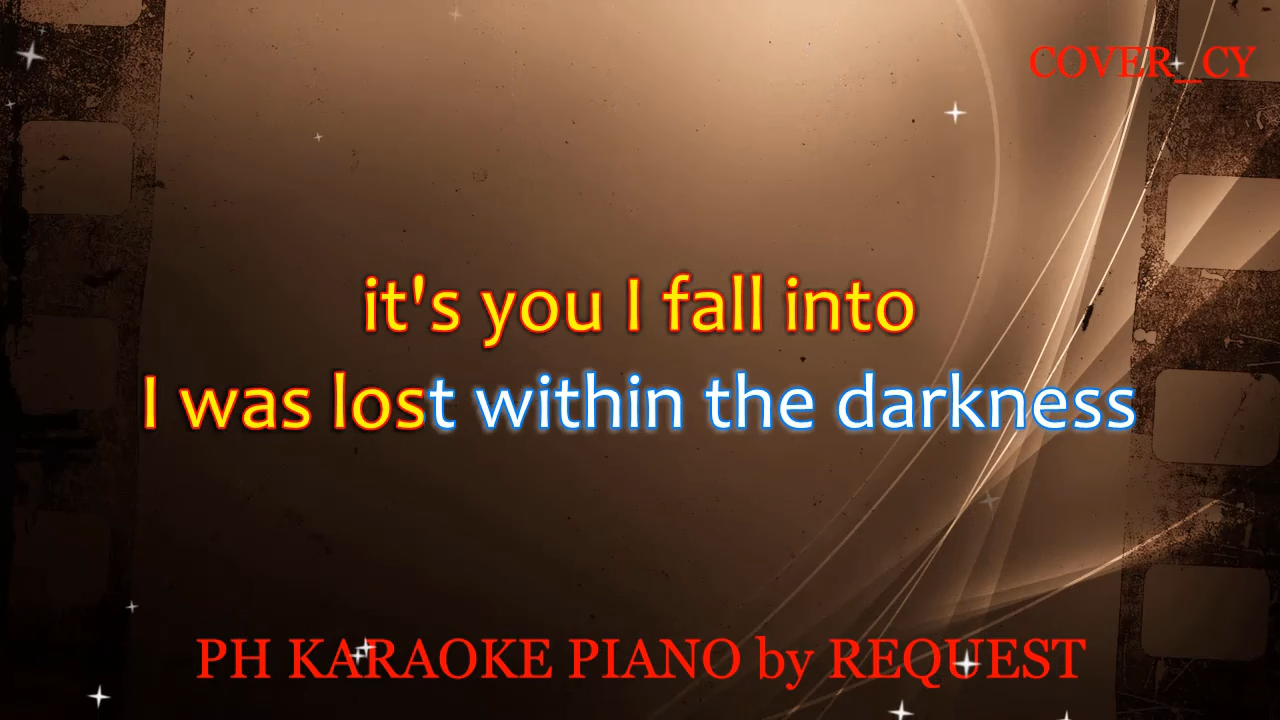 COVER_CY
it's you I fall into
I was lost within the darkness
PH KARAOKE PIANO by REQUEST